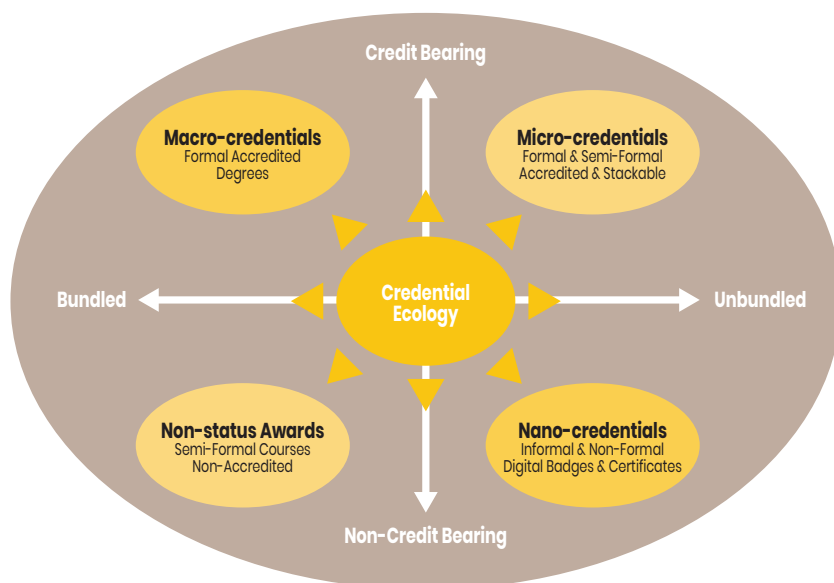 Credit Bearing
Macro-credentials
Formal Accredited
Degrees
Micro-credentials
Formal & Semi-Formal
Accredited & Stackable
Bundled
Credential
Ecology
Unbundled
Non-status Awards
Semi-Formal Courses
Non-Accredited
Nano-credentials
Informal & Non-Formal
Digital Badges & Certificates
Non-Credit Bearing